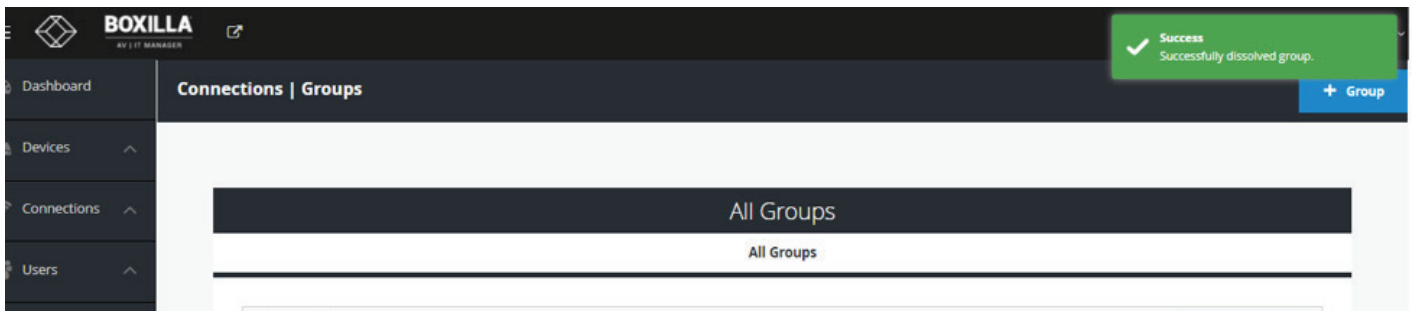 BOXILLA
AV | IT MANAGER
Success
Successfully dissolved group.
Dashboard
Connections | Groups
+ Group
Devices
Connections
All Groups
All Groups
Users